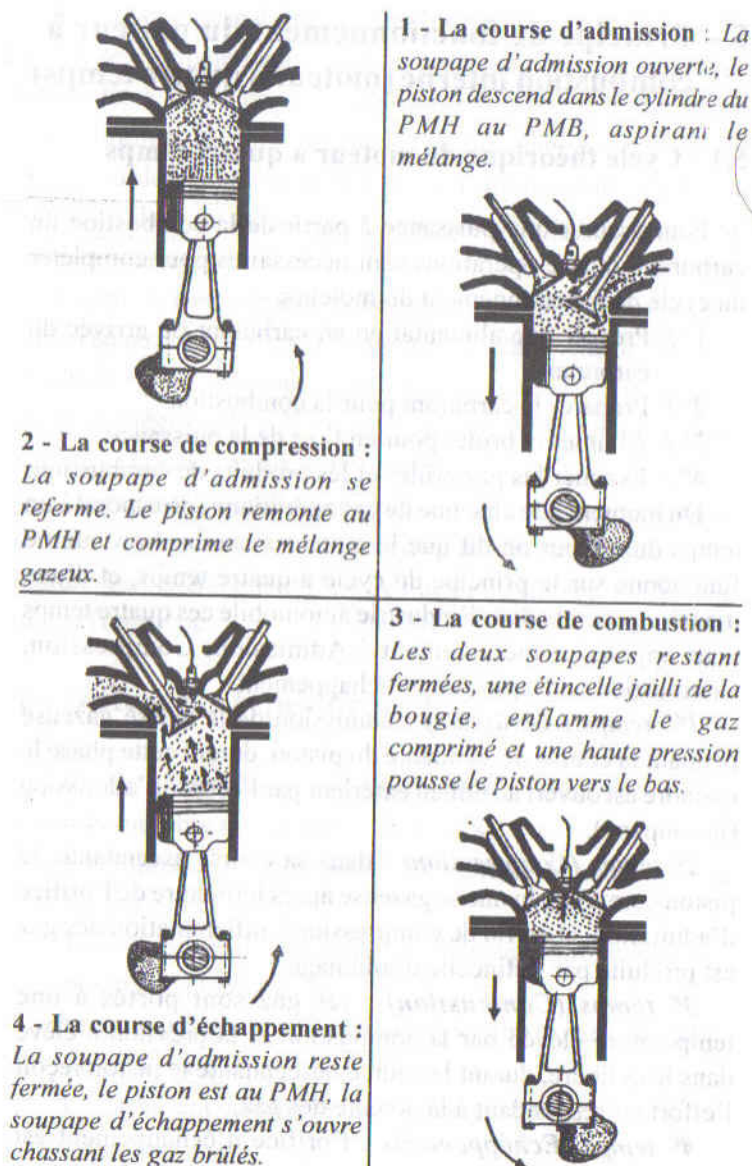 1 - La course d'admission : La
soupape d'admission ouverte, le
piston descend dans le cylindre du
PMH au PMB, aspirant le
mélange.
2 - La course de compression :
La soupape d'admission se
referme. Le piston remonte au
PMH et comprime le mélange
gazeux.
3 - La course de combustion :
Les deux soupapes restant
fermées, une étincelle jailli de la
bougie, enflamme le gaz
comprimé et une haute pression
pousse le piston vers le bas.
4 - La course d'échappement :
La soupape d'admission reste
fermée, le piston est au PMH, la
soupape d'échappement s'ouvre
chassant les gaz brûlés.